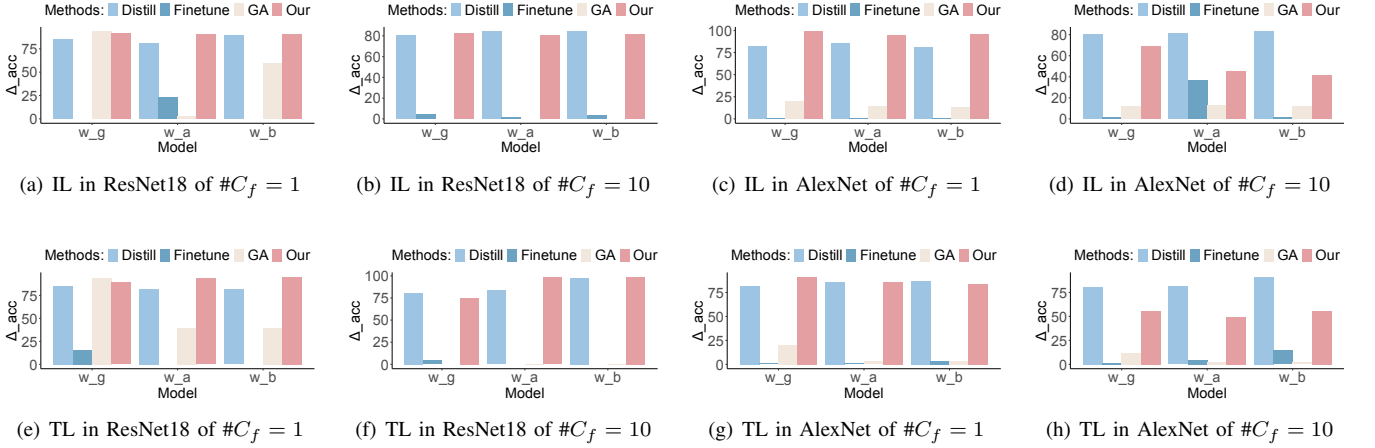 Methods: Distill Finetune GA Our
Δ_acc
75
50
25
0
w_g w_a w_b
Model
(a) IL in ResNet18 of #C_f = 1
Methods: Distill Finetune GA Our
Δ_acc
80
60
40
20
0
w_g w_a w_b
Model
(b) IL in ResNet18 of #C_f = 10
Methods: Distill Finetune GA Our
Δ_acc
100
75
50
25
0
w_g w_a w_b
Model
(c) IL in AlexNet of #C_f = 1
Methods: Distill Finetune GA Our
Δ_acc
80
60
40
20
0
w_g w_a w_b
Model
(d) IL in AlexNet of #C_f = 10
Methods: Distill Finetune GA Our
Δ_acc
75
50
25
0
w_g w_a w_b
Model
(e) TL in ResNet18 of #C_f = 1
Methods: Distill Finetune GA Our
Δ_acc
100
75
50
25
0
w_g w_a w_b
Model
(f) TL in ResNet18 of #C_f = 10
Methods: Distill Finetune GA Our
Δ_acc
75
50
25
0
w_g w_a w_b
Model
(g) TL in AlexNet of #C_f = 1
Methods: Distill Finetune GA Our
Δ_acc
75
50
25
0
w_g w_a w_b
Model
(h) TL in AlexNet of #C_f = 10